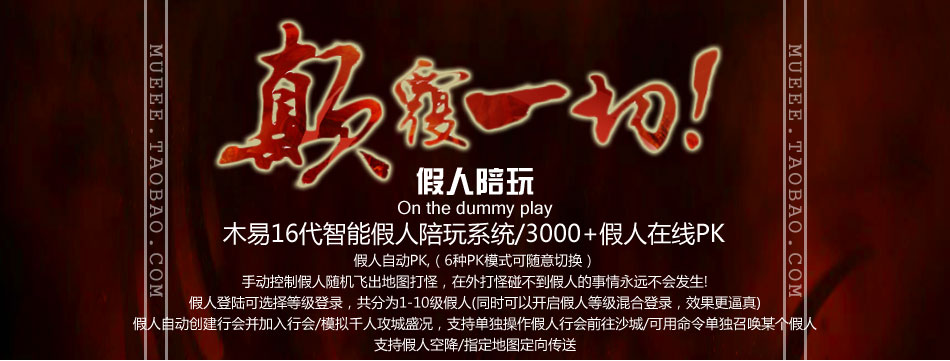 颠覆一切!
假人陪玩
On the dummy play
木易16代智能假人陪玩系统/3000+假人在线PK
假人自动PK,（6种PK模式可随意切换）
手动控制假人随机飞出地图打怪，在外打怪碰不到假人的事情永远不会发生!
假人登陆可选择等级登录，共分为1-10级假人(同时可以开启假人等级混合登录，效果更逼真)
假人自动创建行会并加入行会/模拟千人攻城盛况，支持单独操作假人行会前往沙城/可用命令单独召唤某个假人
支持假人空降/指定地图定向传送
MUEEE.TAOBAO.COM
MUEEE.TAOBAO.COM